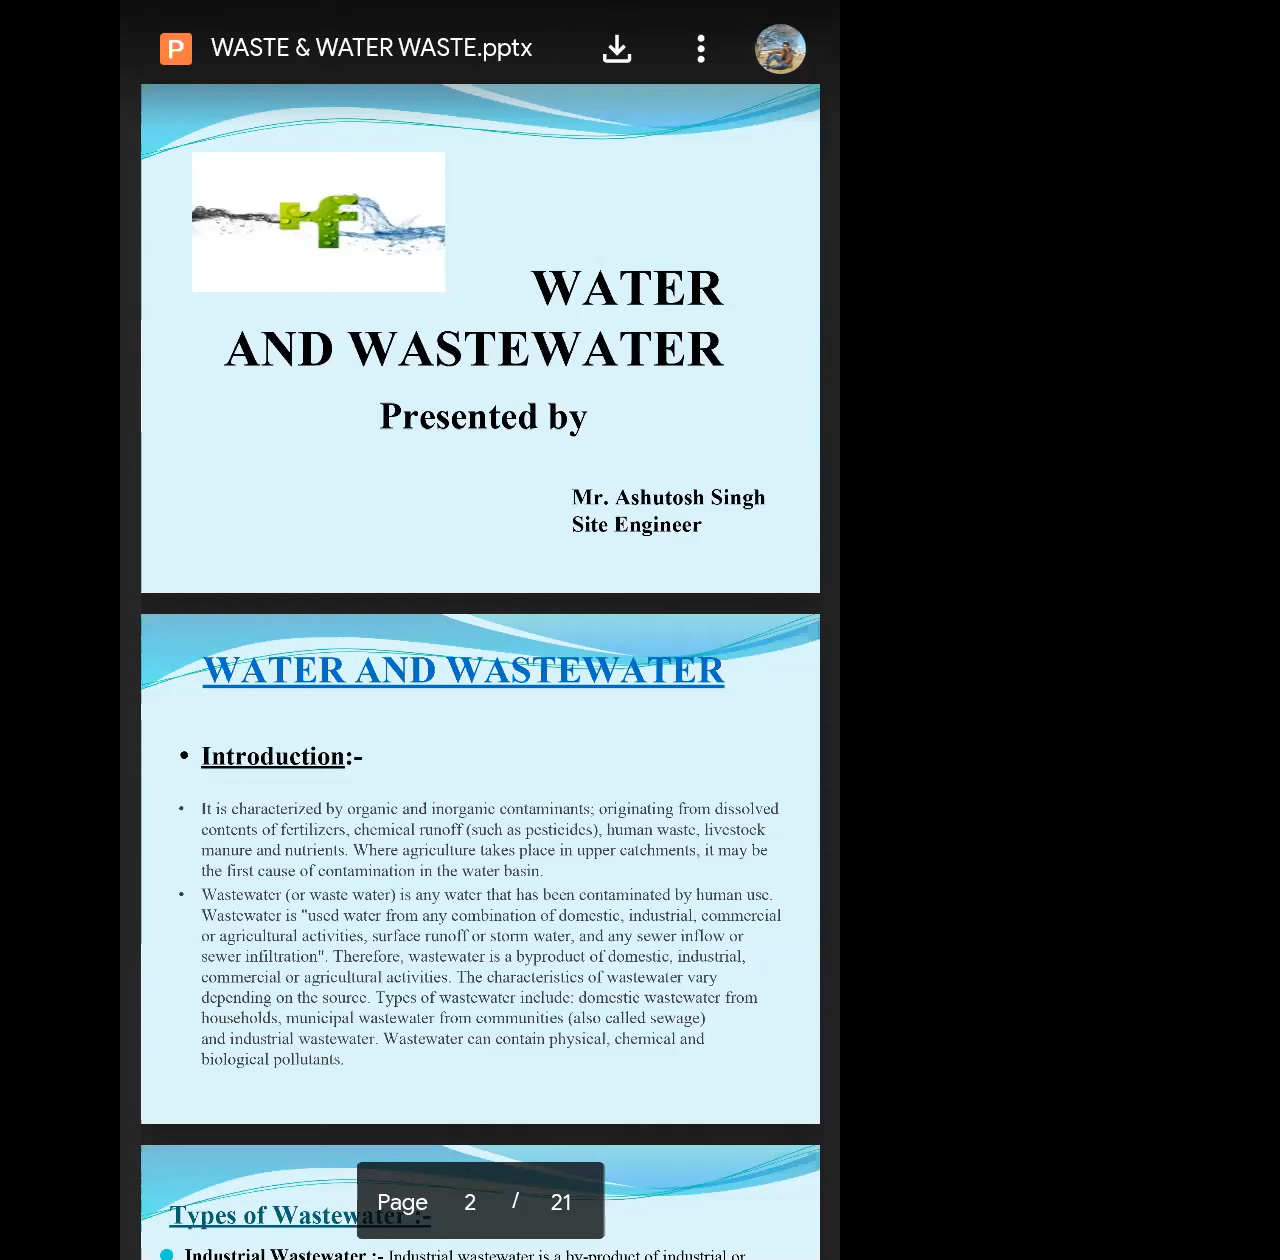 P WASTE & WATER WASTE.pptx
f
WATER
AND WASTEWATER
Presented by
Mr. Ashutosh Singh
Site Engineer
WATER AND WASTEWATER
• Introduction:-
• It is characterized by organic and inorganic contaminants; originating from dissolved
contents of fertilizers, chemical runoff (such as pesticides), human waste, livestock
manure and nutrients. Where agriculture takes place in upper catchments, it may be
the first cause of contamination in the water basin.
• Wastewater (or waste water) is any water that has been contaminated by human use.
Wastewater is "used water from any combination of domestic, industrial, commercial
or agricultural activities, surface runoff or storm water, and any sewer inflow or
sewer infiltration". Therefore, wastewater is a byproduct of domestic, industrial,
commercial or agricultural activities. The characteristics of wastewater vary
depending on the source. Types of wastewater include: domestic wastewater from
households, municipal wastewater from communities (also called sewage)
and industrial wastewater. Wastewater can contain physical, chemical and
biological pollutants.
Page 2 / 21
Types of Wastewater :-
Industrial Wastewater :- Industrial wastewater is a by-product of industrial or